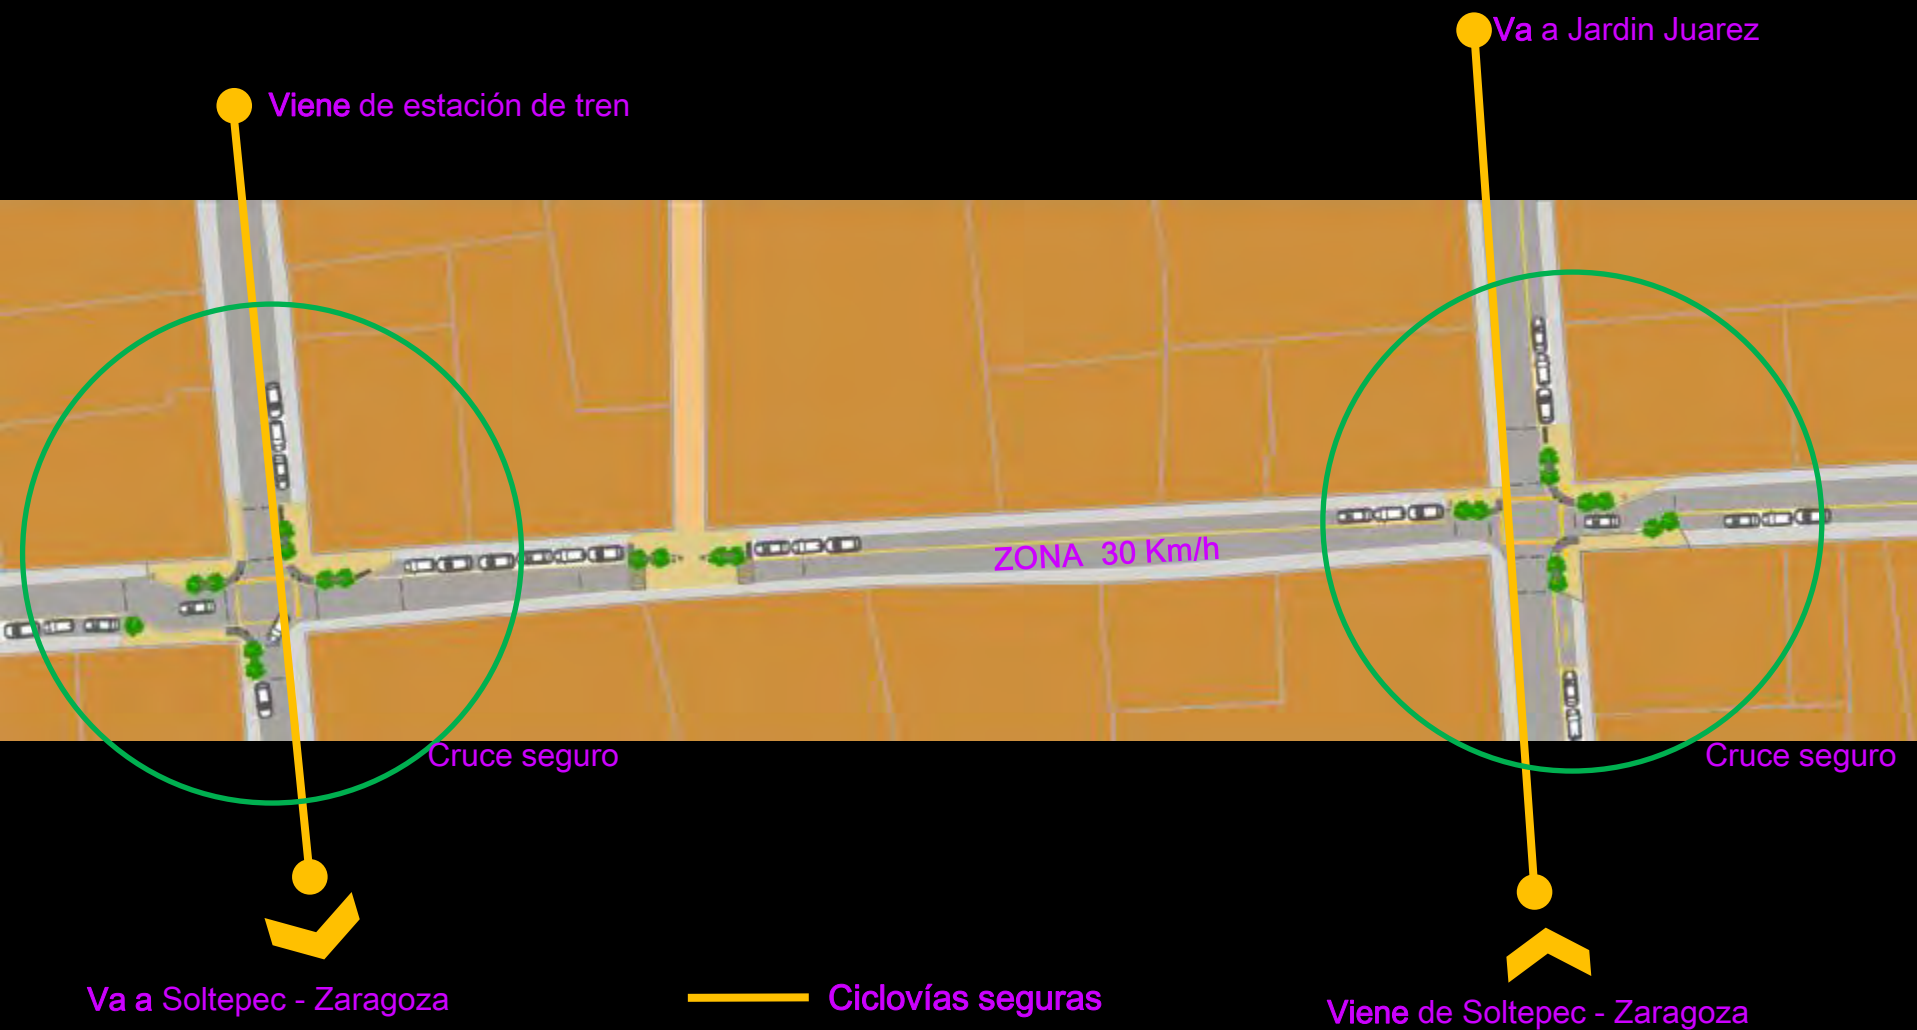 Va a Jardin Juarez
Viene de estación de tren
ZONA 30 Km/h
Cruce seguro
Cruce seguro
Va a Soltepec - Zaragoza
Ciclovías seguras
Viene de Soltepec - Zaragoza